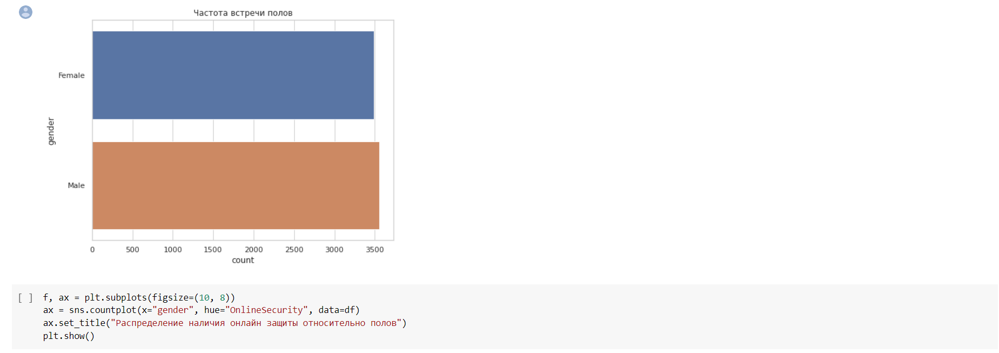 Частота встречи полов
Female
gender
Male
0 500 1000 1500 2000 2500 3000 3500
count
[ ] f, ax = plt.subplots(figsize=(10, 8))
ax = sns.countplot(x="gender", hue="OnlineSecurity", data=df)
ax.set_title("Распределение наличия онлайн защиты относительно полов")
plt.show()